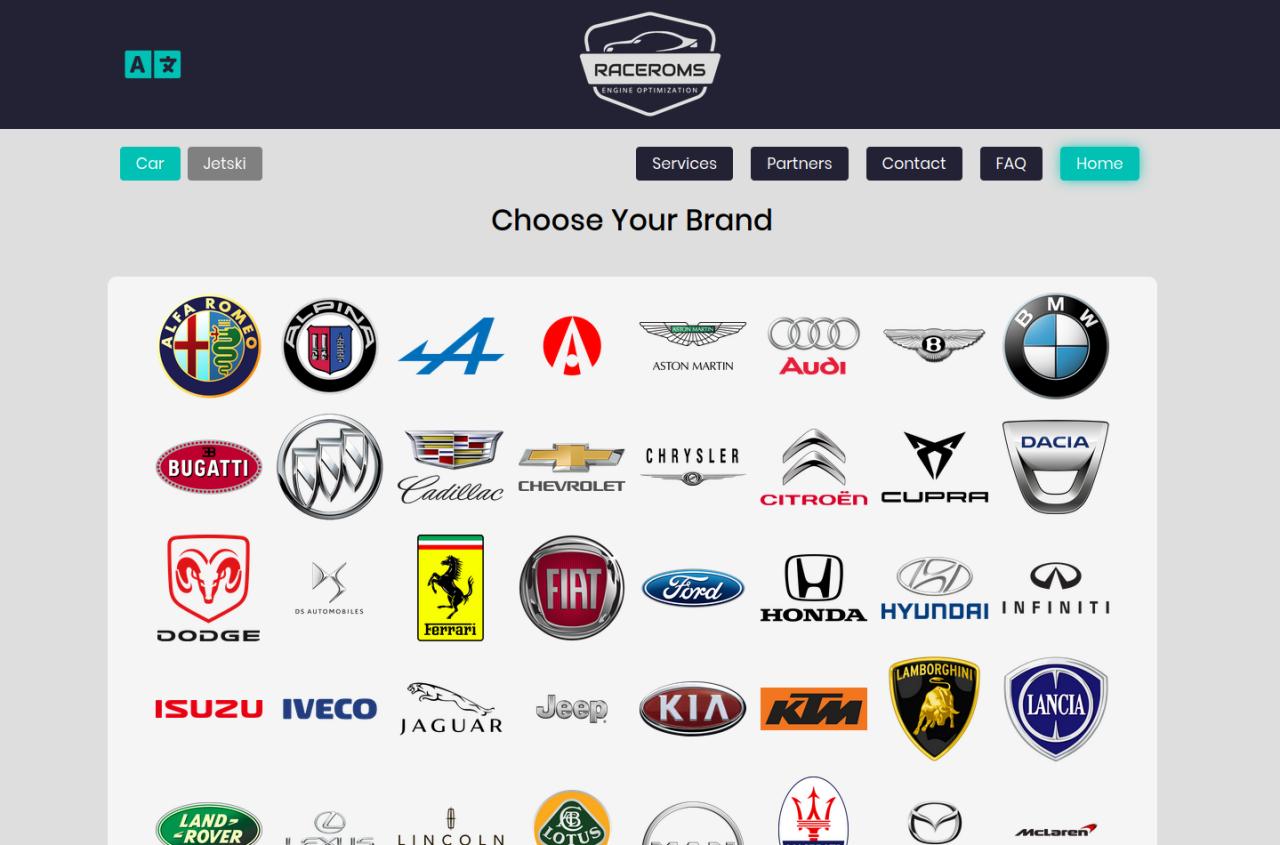 A
RACEROMS
ENGINE OPTIMIZATION
Car
Jetski
Services
Partners
Contact
FAQ
Home
Choose Your Brand
ALFA ROMEO
ALPINA
ASTON MARTIN
ASTON MARTIN
Audi
B
BMW
BUGATTI
Cadillac
CHEVROLET
CHRYSLER
CITROËN
CUPRA
DACIA
DODGE
DS AUTOMOBILES
Ferrari
FIAT
Ford
HONDA
HYUNDAI
INFINITI
ISUZU
IVECO
JAGUAR
Jeep
KIA
KTM
LAMBORGHINI
LANCIA
LAND-
ROVER
LEXUS
LINCOLN
LOTUS
McLaren